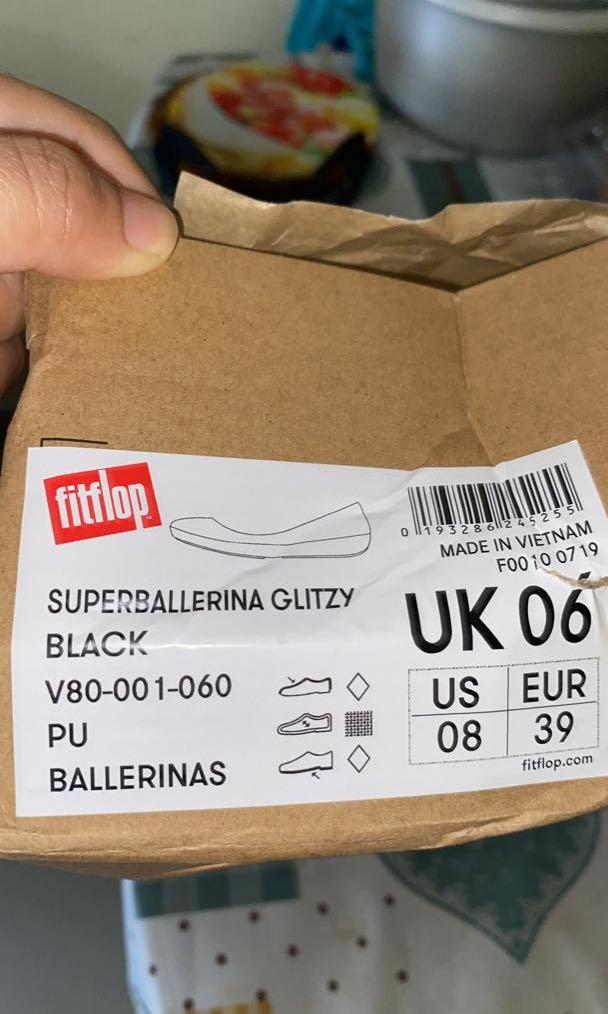 fitflop
0 193286 245255
MADE IN VIETNAM
F0010 0719
SUPERBALLERINA GLITZY
BLACK
V80-001-060
PU
BALLERINAS
UK 06
US EUR
08 39
fitflop.com